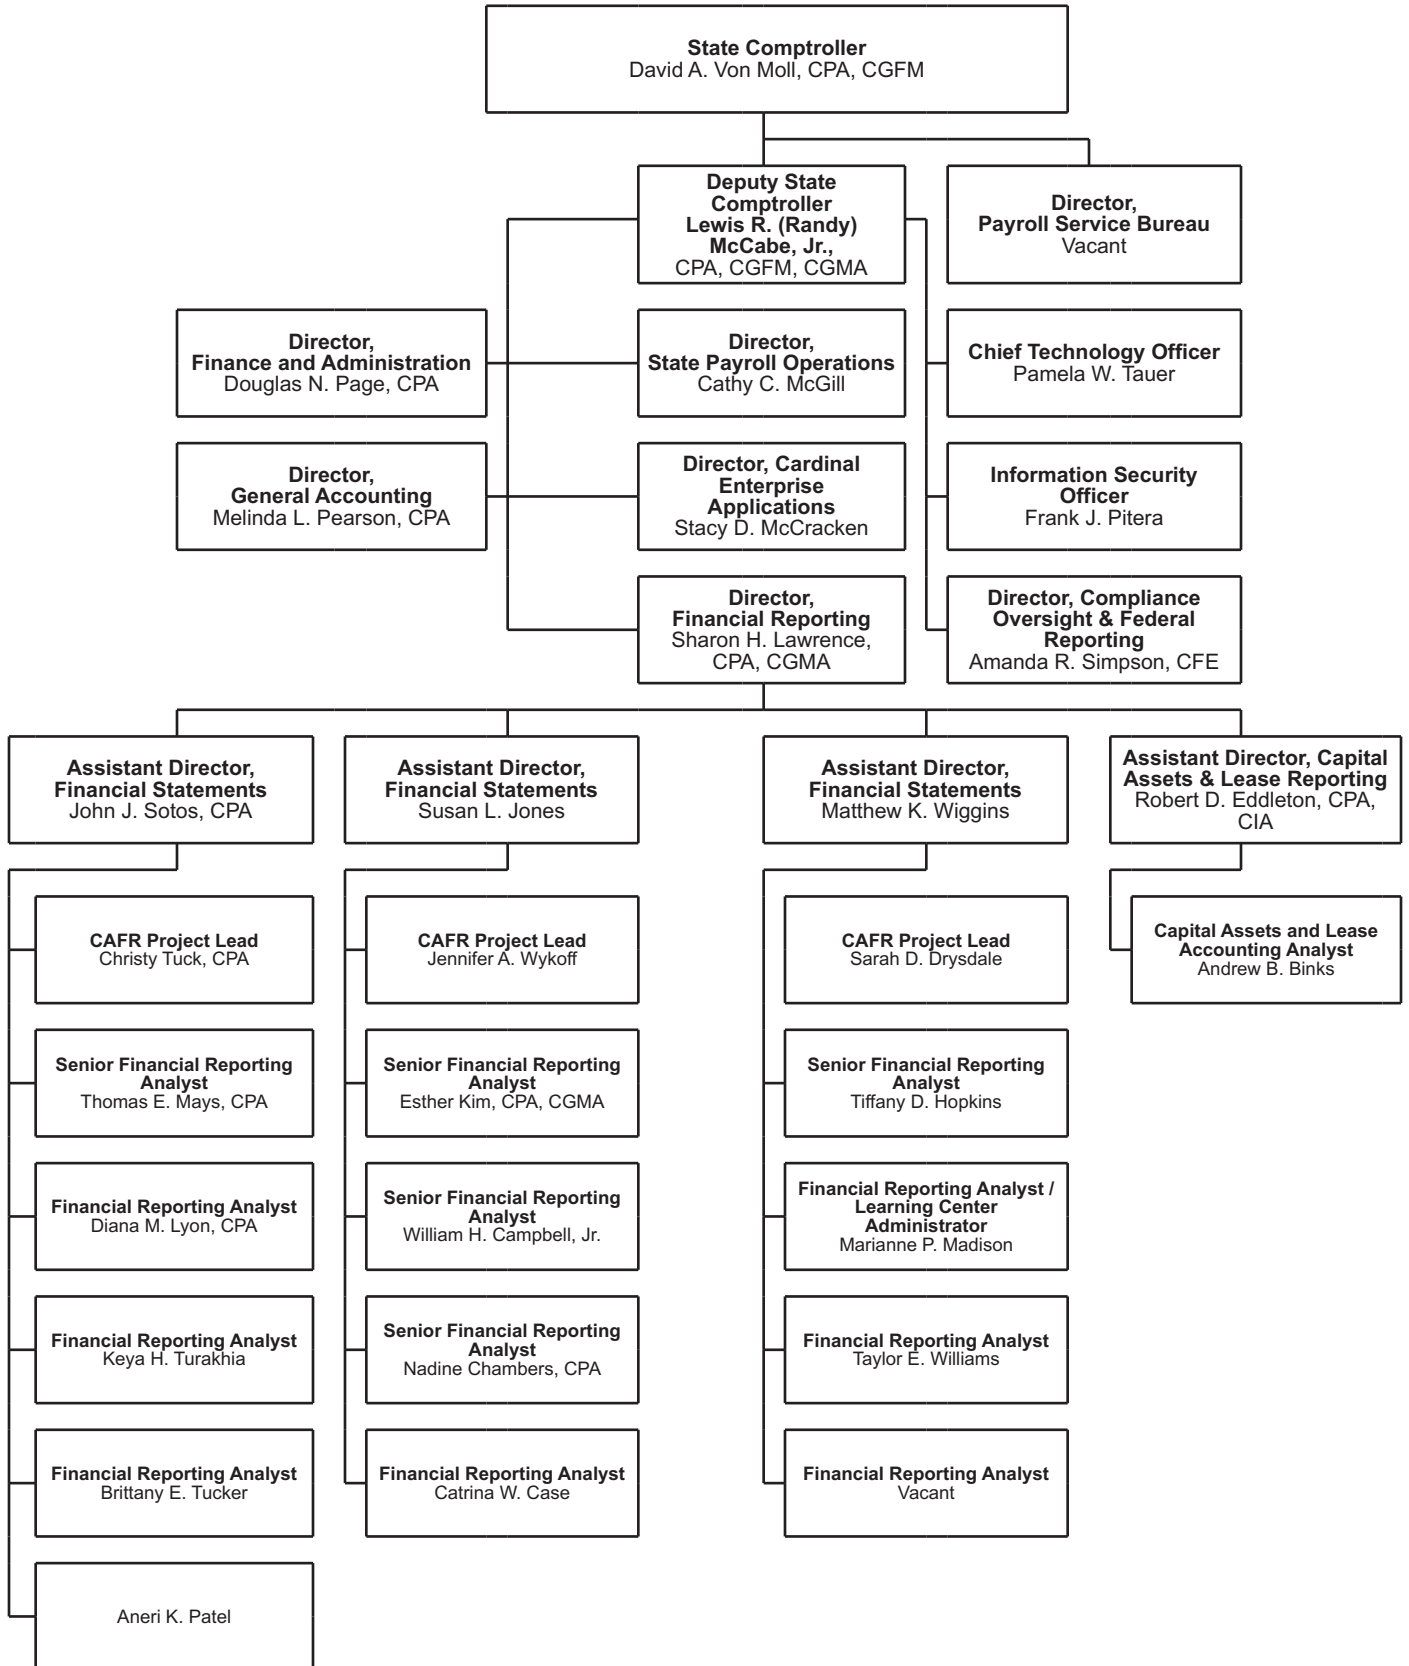 State Comptroller
David A. Von Moll, CPA, CGFM
Deputy State
Comptroller
Lewis R. (Randy)
McCabe, Jr.,
CPA, CGFM, CGMA
Director,
Payroll Service Bureau
Vacant
Director,
Finance and Administration
Douglas N. Page, CPA
Director,
State Payroll Operations
Cathy C. McGill
Chief Technology Officer
Pamela W. Tauer
Director,
General Accounting
Melinda L. Pearson, CPA
Director, Cardinal
Enterprise
Applications
Stacy D. McCracken
Information Security
Officer
Frank J. Pitera
Director,
Financial Reporting
Sharon H. Lawrence,
CPA, CGMA
Director, Compliance
Oversight & Federal
Reporting
Amanda R. Simpson, CFE
Assistant Director,
Financial Statements
John J. Sotos, CPA
Assistant Director,
Financial Statements
Susan L. Jones
Assistant Director,
Financial Statements
Matthew K. Wiggins
Assistant Director, Capital
Assets & Lease Reporting
Robert D. Eddleton, CPA,
CIA
CAFR Project Lead
Christy Tuck, CPA
CAFR Project Lead
Jennifer A. Wykoff
CAFR Project Lead
Sarah D. Drysdale
Capital Assets and Lease
Accounting Analyst
Andrew B. Binks
Senior Financial Reporting
Analyst
Thomas E. Mays, CPA
Senior Financial Reporting
Analyst
Esther Kim, CPA, CGMA
Senior Financial Reporting
Analyst
Tiffany D. Hopkins
Financial Reporting Analyst
Diana M. Lyon, CPA
Senior Financial Reporting
Analyst
William H. Campbell, Jr.
Financial Reporting Analyst /
Learning Center
Administrator
Marianne P. Madison
Financial Reporting Analyst
Keya H. Turakhia
Senior Financial Reporting
Analyst
Nadine Chambers, CPA
Financial Reporting Analyst
Taylor E. Williams
Financial Reporting Analyst
Brittany E. Tucker
Financial Reporting Analyst
Catrina W. Case
Financial Reporting Analyst
Vacant
Aneri K. Patel